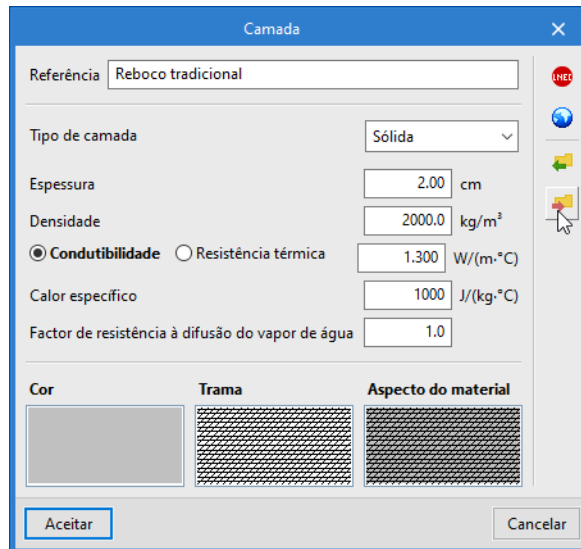 Camada
Referência Reboco tradicional
LNEC
Tipo de camada Sólida
Espessura 2.00 cm
Densidade 2000.0 kg/m³
Condutibilidade Resistência térmica 1.300 W/(m·°C)
Calor específico 1000 J/(kg·°C)
Factor de resistência à difusão do vapor de água 1.0
Cor Trama Aspecto do material
Aceitar Cancelar